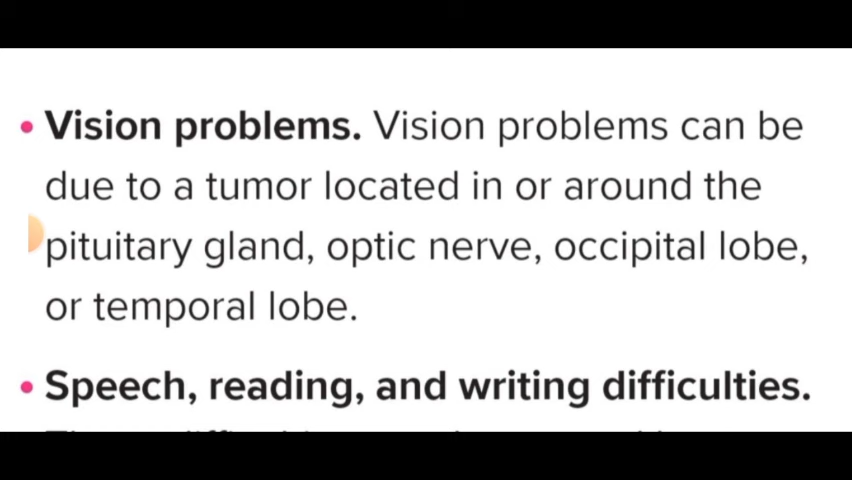 • Vision problems. Vision problems can be
due to a tumor located in or around the
pituitary gland, optic nerve, occipital lobe,
or temporal lobe.
• Speech, reading, and writing difficulties.